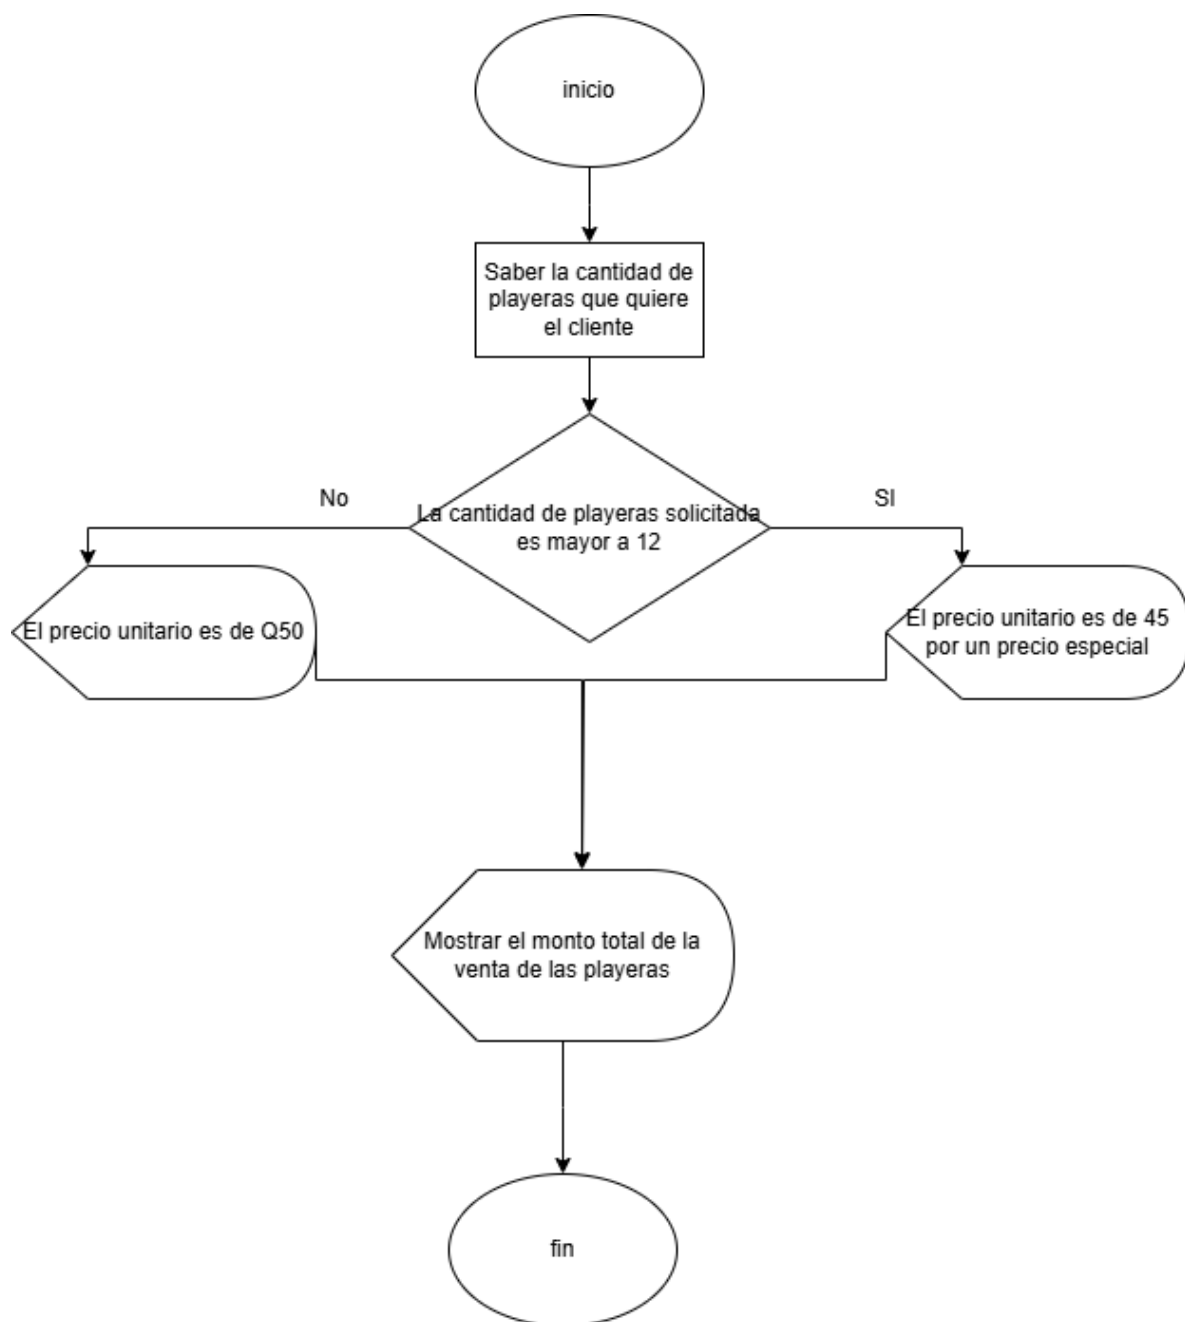 inicio
Saber la cantidad de
playeras que quiere
el cliente
No
SI
La cantidad de playeras solicitada
es mayor a 12
El precio unitario es de Q50
El precio unitario es de 45
por un precio especial
Mostrar el monto total de la
venta de las playeras
fin